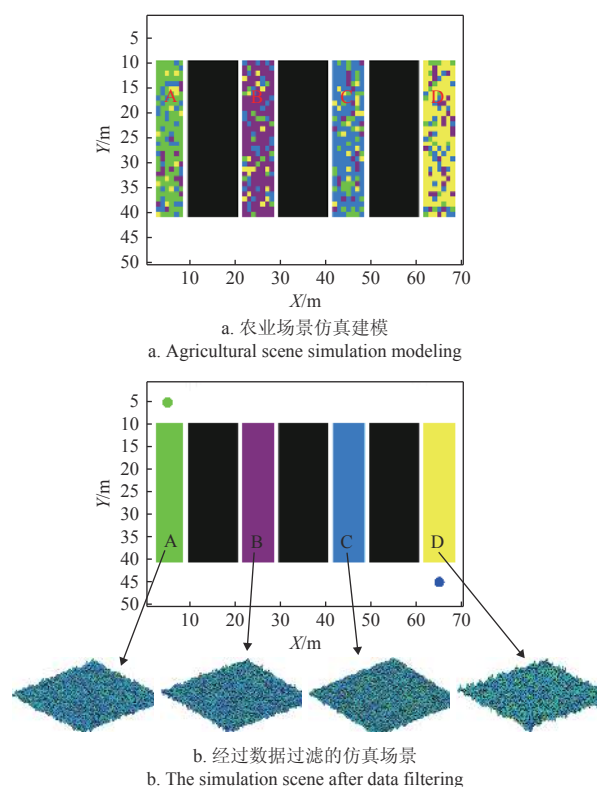 5
10
15
20
25
30
35
40
45
50
Y/m
A
B
C
D
10 20 30 40 50 60 70
X/m
a. 农业场景仿真建模
a. Agricultural scene simulation modeling
5
10
15
20
25
30
35
40
45
50
Y/m
A
B
C
D
10 20 30 40 50 60 70
X/m
b. 经过数据过滤的仿真场景
b. The simulation scene after data filtering